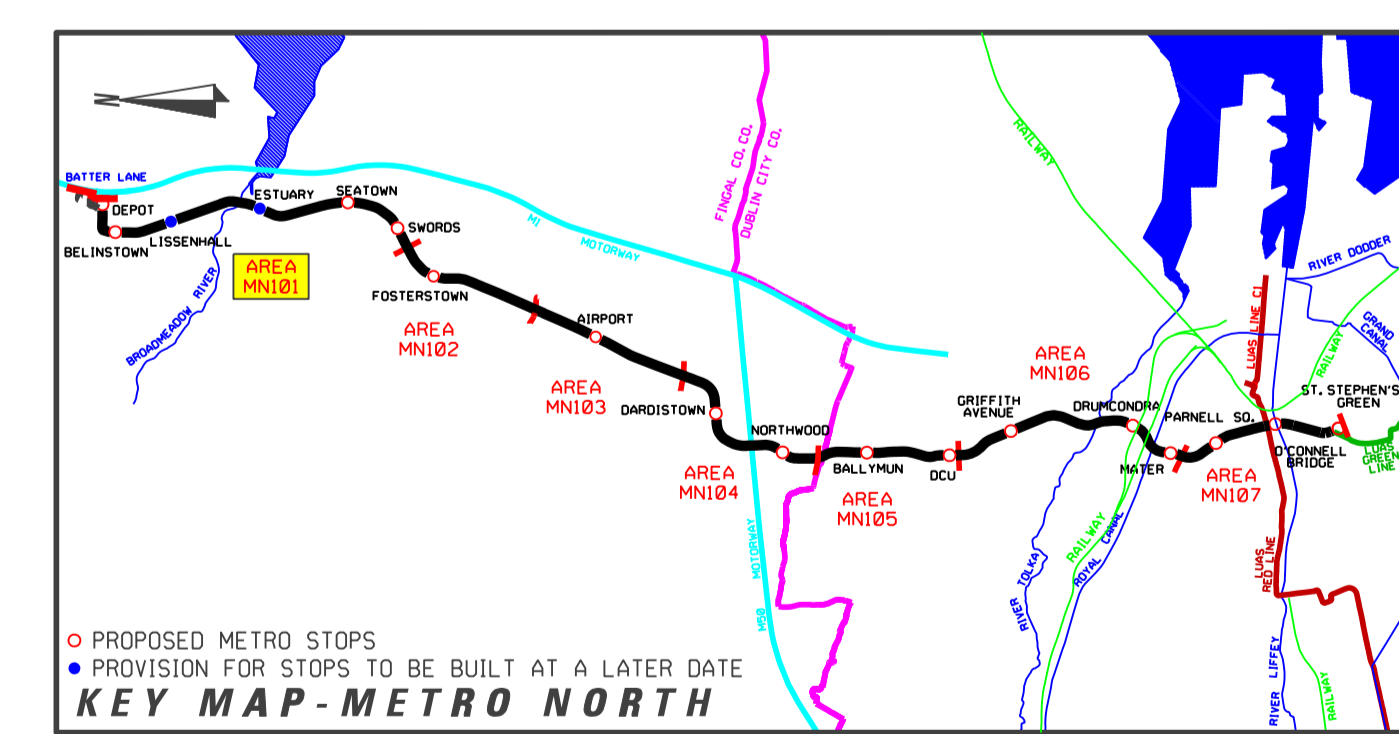 N
BATTER LANE
DEPOT
BELINSTOWN
LISSENHALL
ESTUARY
SEATOWN
SWORDS
AREA
MN101
BROADMEADOW RIVER
FOSTERSTOWN
AREA
MN102
M1
MOTORWAY
AIRPORT
AREA
MN103
FINGAL CO. CO.
DUBLIN CITY CO.
DARDISTOWN
NORTHWOOD
AREA
MN104
MOTORWAY
M50
BALLYMUN
AREA
MN105
DCU
GRIFFITH
AVENUE
AREA
MN106
RAILWAY
DRUMCONDRA
MATER
PARNELL SQ.
AREA
MN107
RIVER TOLKA
RAILWAY
ROYAL CANAL
LUAS LINE C1
RIVER DODDER
GRAND
CANAL
RAILWAY
ST. STEPHEN'S
GREEN
O'CONNELL
BRIDGE
LUAS
GREEN
LINE
LUAS
RED LINE
RIVER LIFFEY
RAILWAY
PROPOSED METRO STOPS
PROVISION FOR STOPS TO BE BUILT AT A LATER DATE
KEY MAP-METRO NORTH